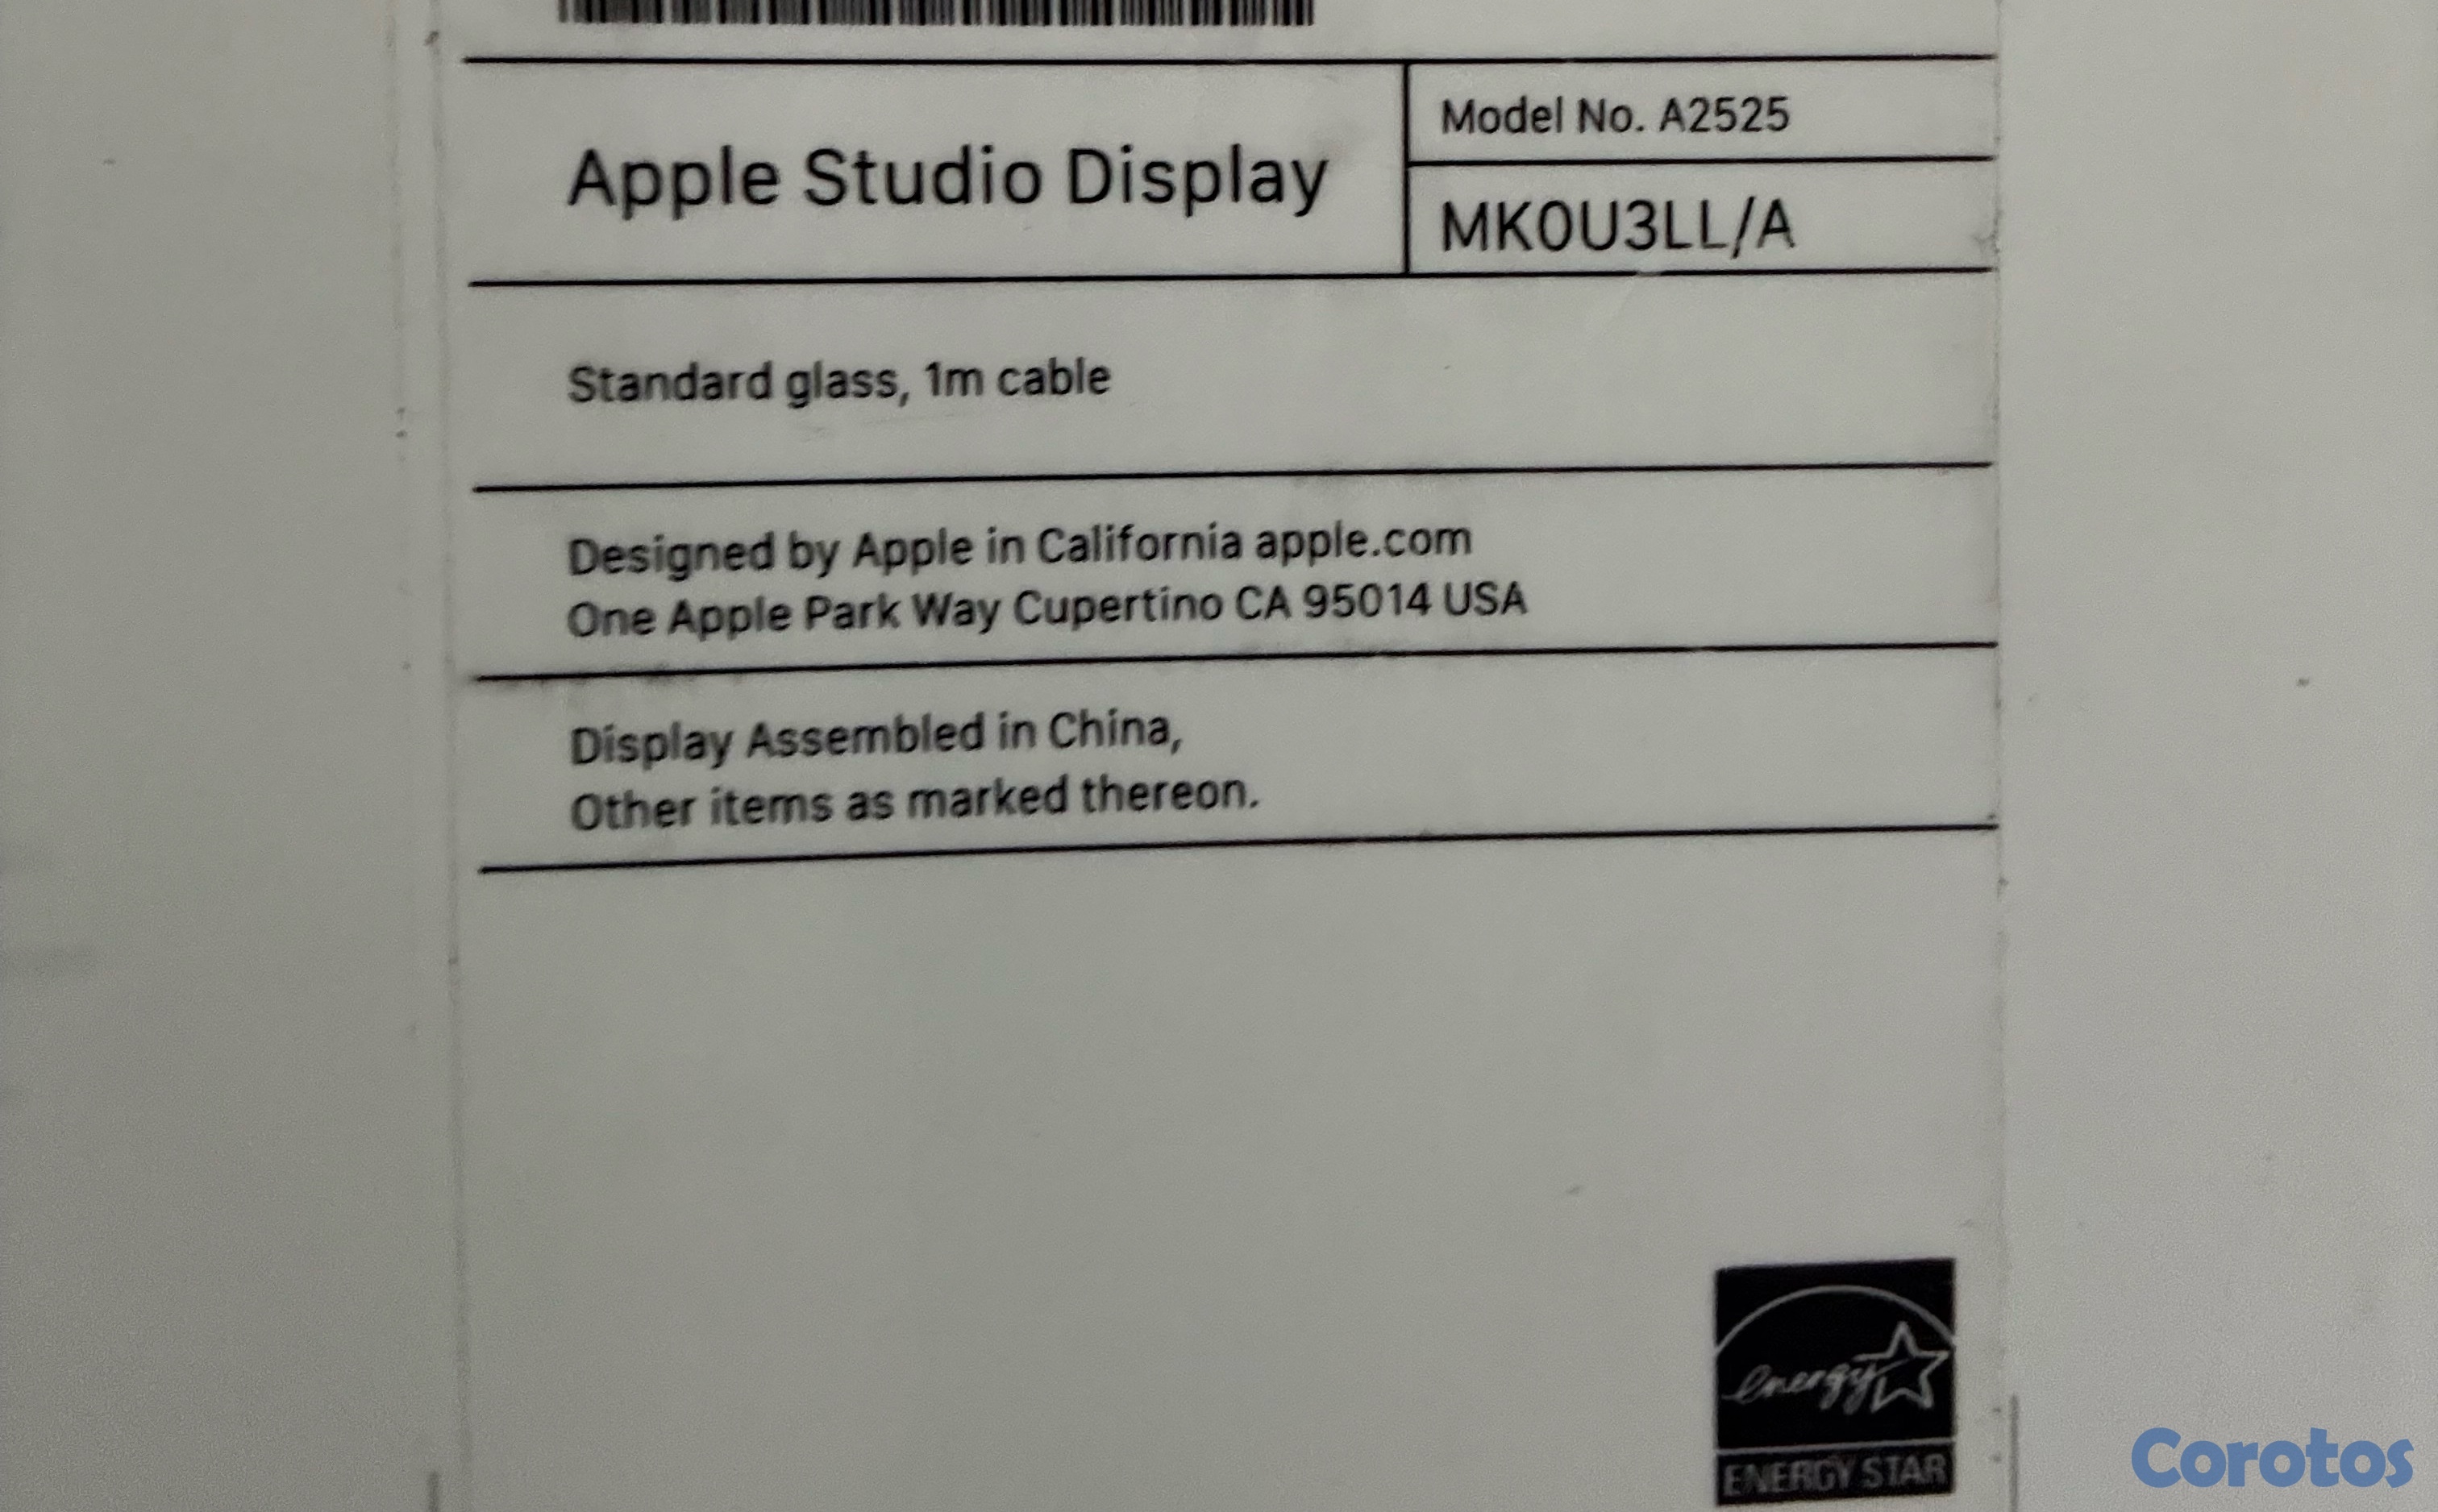 Apple Studio Display
Model No. A2525
MK0U3LL/A
Standard glass, 1m cable
Designed by Apple in California apple.com
One Apple Park Way Cupertino CA 95014 USA
Display Assembled in China,
Other items as marked thereon.
energy
ENERGY STAR
Corotos